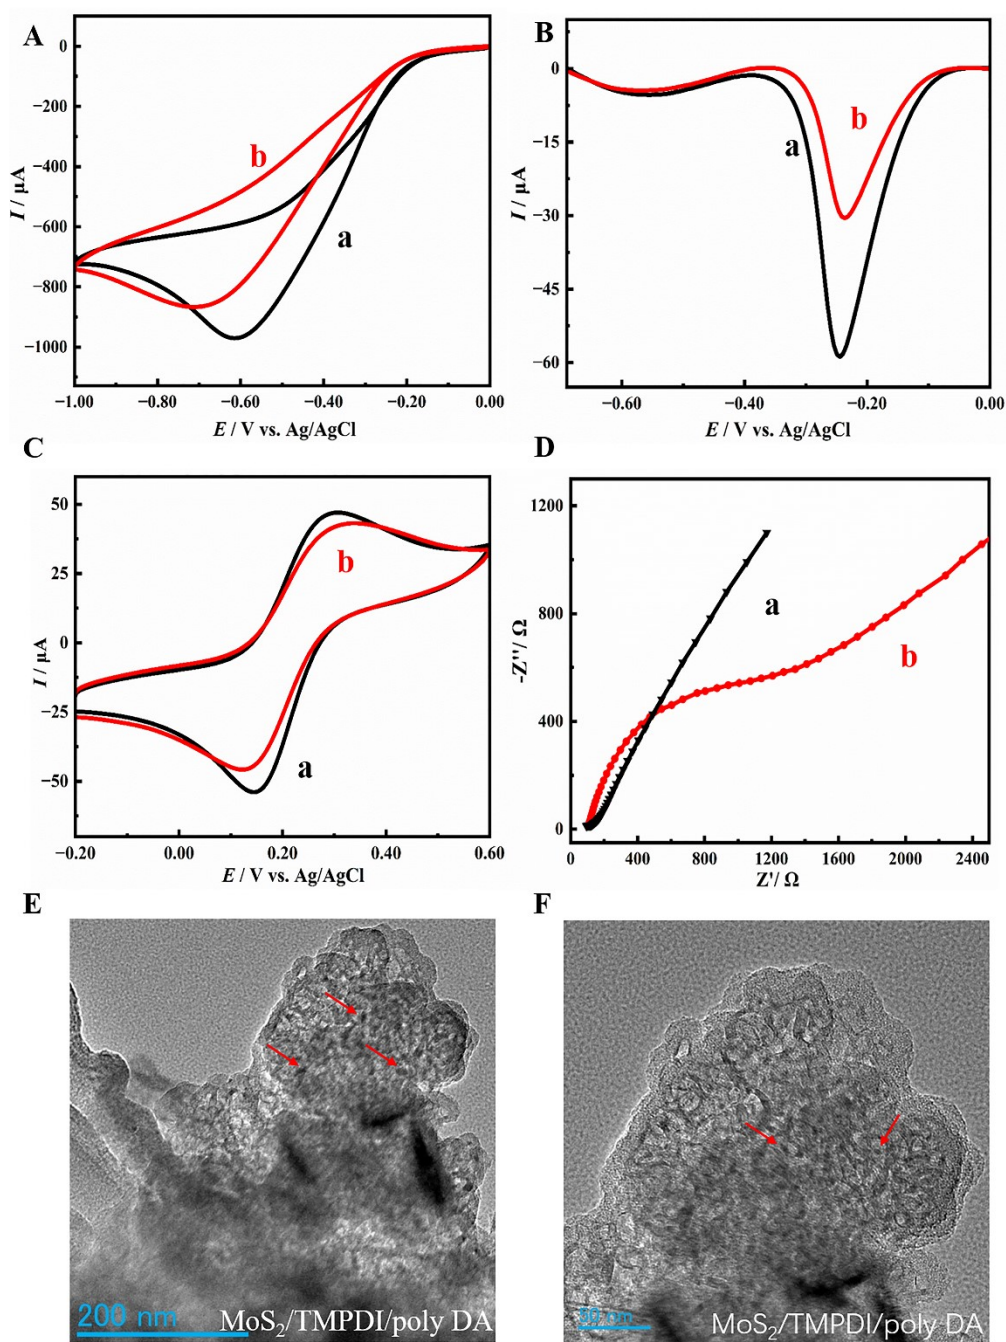 A
0
−200
−400
−600
−800
−1000
I / μA
b
a
−1.00
−0.80
−0.60
−0.40
−0.20
0.00
E / V vs. Ag/AgCl
B
0
−15
−30
−45
−60
I / μA
b
a
−0.60
−0.40
−0.20
0.00
E / V vs. Ag/AgCl
C
50
25
0
−25
−50
I / μA
b
a
−0.20
0.00
0.20
0.40
0.60
E / V vs. Ag/AgCl
D
1200
800
400
0
-Z''/ Ω
a
b
0
400
800
1200
1600
2000
2400
Z'/ Ω
E
200 nm
MoS₂/TMPDI/poly DA
F
50 nm
MoS₂/TMPDI/poly DA